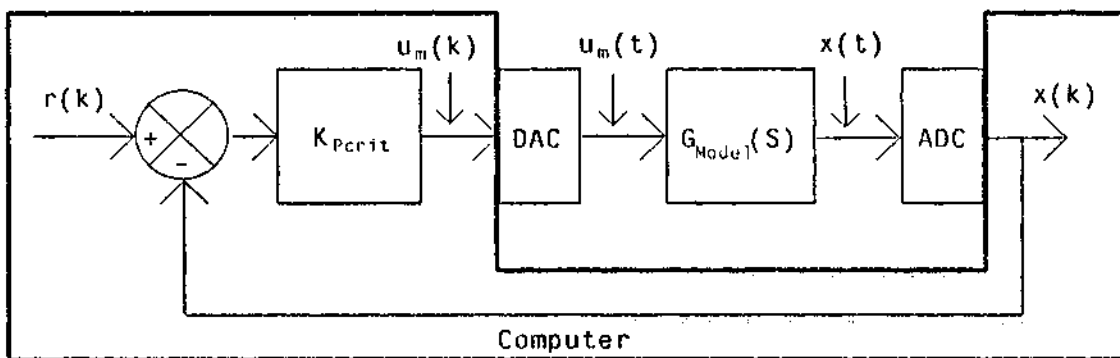 r(k)
+
-
K_Pcrit
u_m(k)
DAC
u_m(t)
G_Model(S)
x(t)
ADC
x(k)
Computer